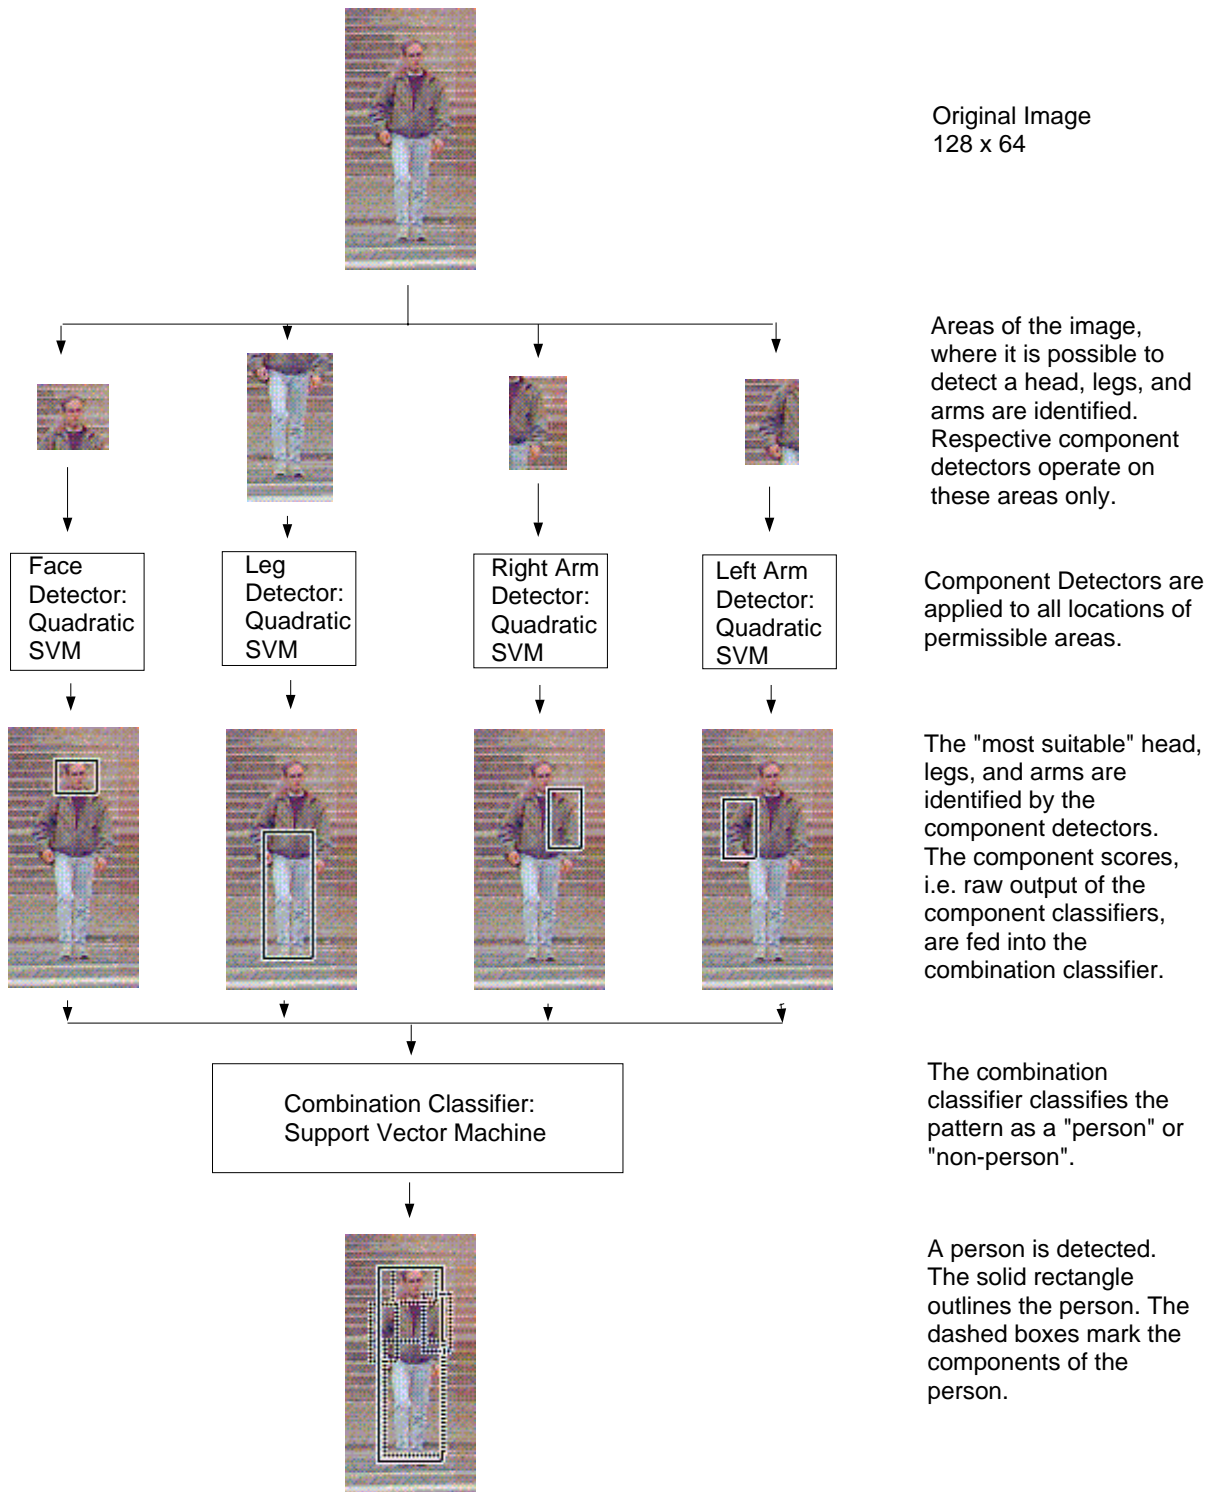 Original Image
128 x 64
Areas of the image,
where it is possible to
detect a head, legs, and
arms are identified.
Respective component
detectors operate on
these areas only.
Face
Detector:
Quadratic
SVM
Leg
Detector:
Quadratic
SVM
Right Arm
Detector:
Quadratic
SVM
Left Arm
Detector:
Quadratic
SVM
Component Detectors are
applied to all locations of
permissible areas.
The "most suitable" head,
legs, and arms are
identified by the
component detectors.
The component scores,
i.e. raw output of the
component classifiers,
are fed into the
combination classifier.
Combination Classifier:
Support Vector Machine
The combination
classifier classifies the
pattern as a "person" or
"non-person".
A person is detected.
The solid rectangle
outlines the person. The
dashed boxes mark the
components of the
person.